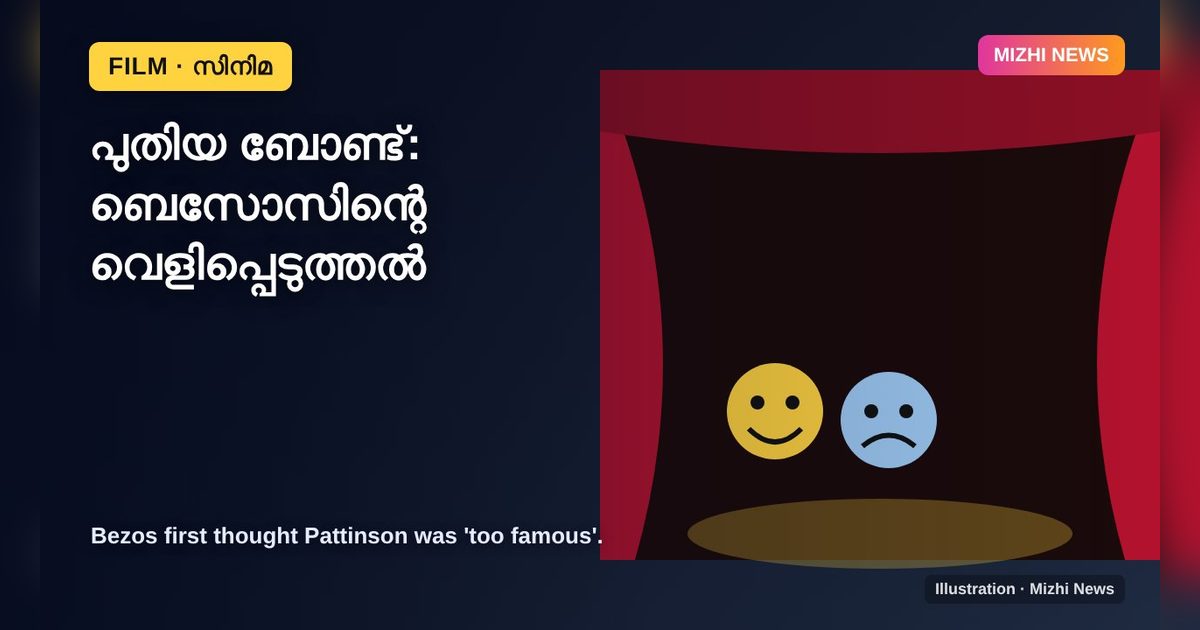 FILM · സിനിമ
MIZHI NEWS
പുതിയ ബോണ്ട്:
ബെസോസിന്റെ
വെളിപ്പെടുത്തൽ
Bezos first thought Pattinson was 'too famous'.
Illustration · Mizhi News